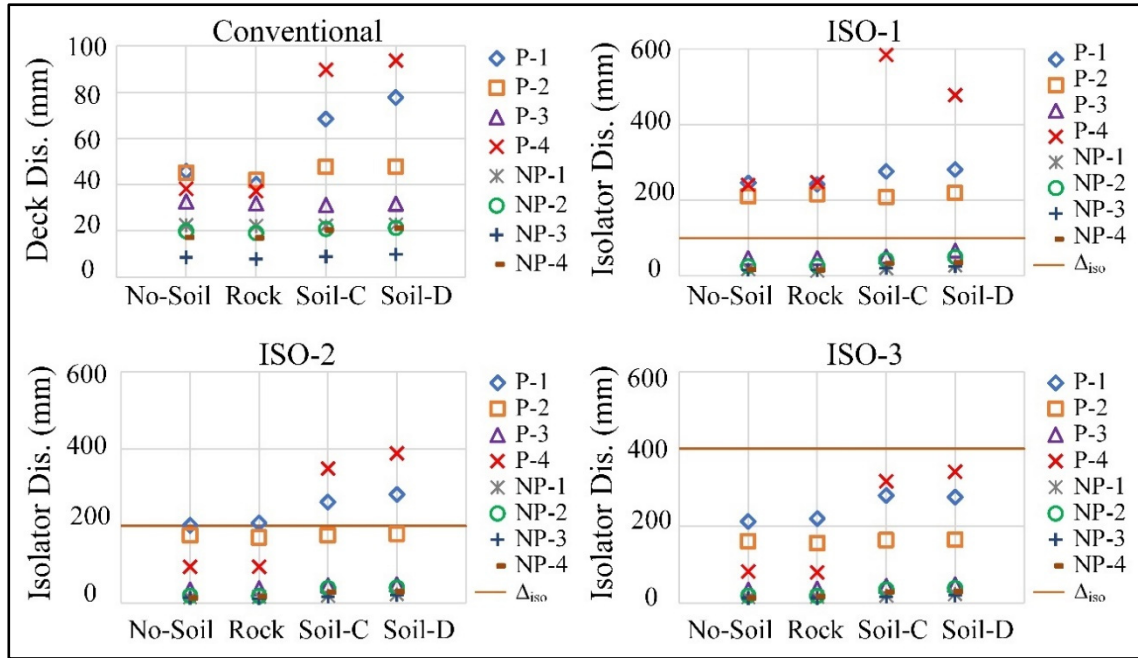 Conventional
Deck Dis. (mm)
100
80
60
40
20
0
No-Soil Rock Soil-C Soil-D
P-1
P-2
P-3
P-4
NP-1
NP-2
NP-3
NP-4
ISO-1
Isolator Dis. (mm)
600
400
200
0
No-Soil Rock Soil-C Soil-D
P-1
P-2
P-3
P-4
NP-1
NP-2
NP-3
NP-4
Δiso
ISO-2
Isolator Dis. (mm)
600
400
200
0
No-Soil Rock Soil-C Soil-D
P-1
P-2
P-3
P-4
NP-1
NP-2
NP-3
NP-4
Δiso
ISO-3
Isolator Dis. (mm)
600
400
200
0
No-Soil Rock Soil-C Soil-D
P-1
P-2
P-3
P-4
NP-1
NP-2
NP-3
NP-4
Δiso